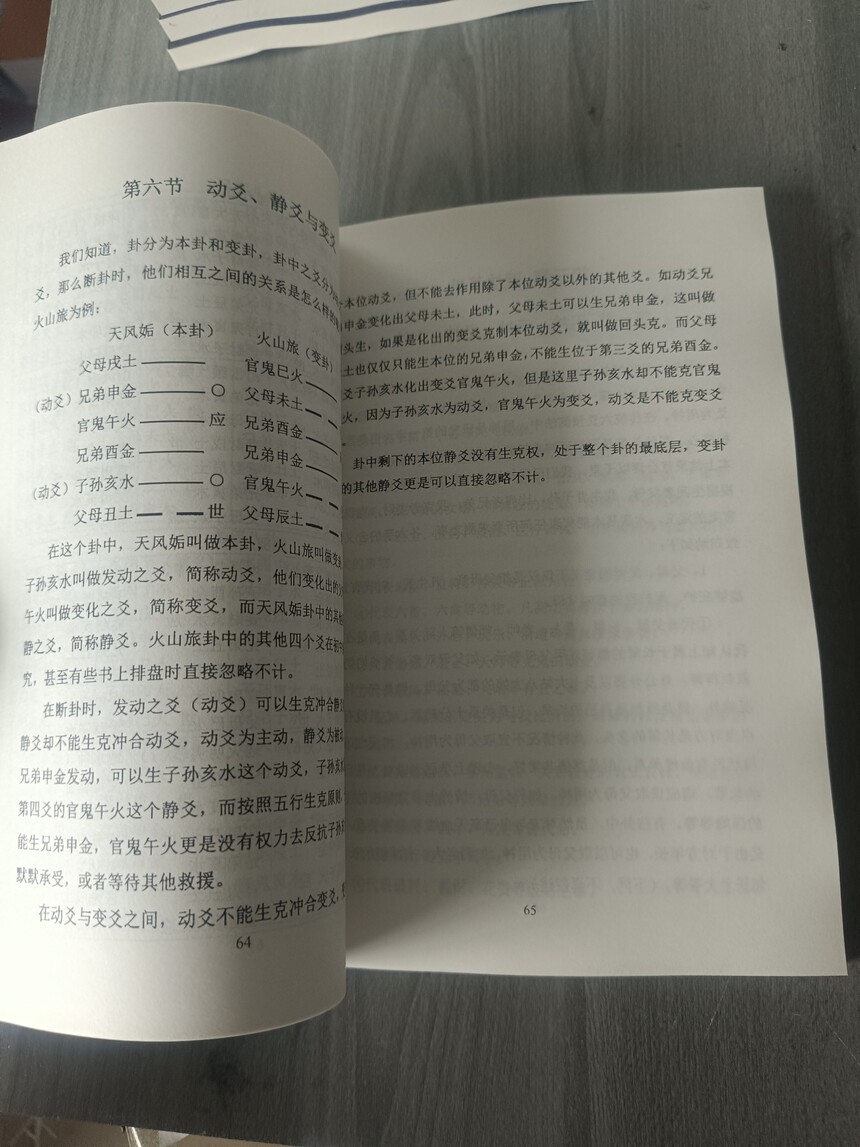 第六节 动爻、静爻与变爻
我们知道，卦分为本卦和变卦，卦中之爻分为
爻，那么断卦时，他们相互之间的关系是怎么样的
火山旅为例：
天风姤（本卦） 火山旅（变卦）
父母戌土 官鬼巳火
（动爻）兄弟申金 ○ 父母未土
官鬼午火 应 兄弟酉金
兄弟酉金 兄弟申金
（动爻）子孙亥水 ○ 官鬼午火
父母丑土 世 父母辰土
在这个卦中，天风姤叫做本卦，火山旅叫做变
子孙亥水叫做发动之爻，简称动爻，他们变化出的
午火叫做变化之爻，简称变爻，而天风姤卦中的其他
静之爻，简称静爻。火山旅卦中的其他四个爻在初
究，甚至有些书上排盘时直接忽略不计。
在断卦时，发动之爻（动爻）可以生克冲合静
静爻却不能生克冲合动爻，动爻为主动，静爻为被
兄弟申金发动，可以生子孙亥水这个动爻，子孙亥
第四爻的官鬼午火这个静爻，而按照五行生克原
能生兄弟申金，官鬼午火更是没有权力去反抗子孙
默默承受，或者等待其他救援。
在动爻与变爻之间，动爻不能生克冲合变爻，
64
本位动爻，但不能去作用除了本位动爻以外的其他爻。如动爻兄
申金变化出父母未土，此时，父母未土可以生兄弟申金，这叫做
头生，如果是化出的变爻克制本位动爻，就叫做回头克。而父母
土也仅仅只能生本位的兄弟申金，不能生位于第三爻的兄弟酉金。
爻子孙亥水化出变爻官鬼午火，但是这里子孙亥水却不能克官鬼
火，因为子孙亥水为动爻，官鬼午火为变爻，动爻是不能克变爻
。
卦中剩下的本位静爻没有生克权，处于整个卦的最底层，变卦
的其他静爻更是可以直接忽略不计。
65